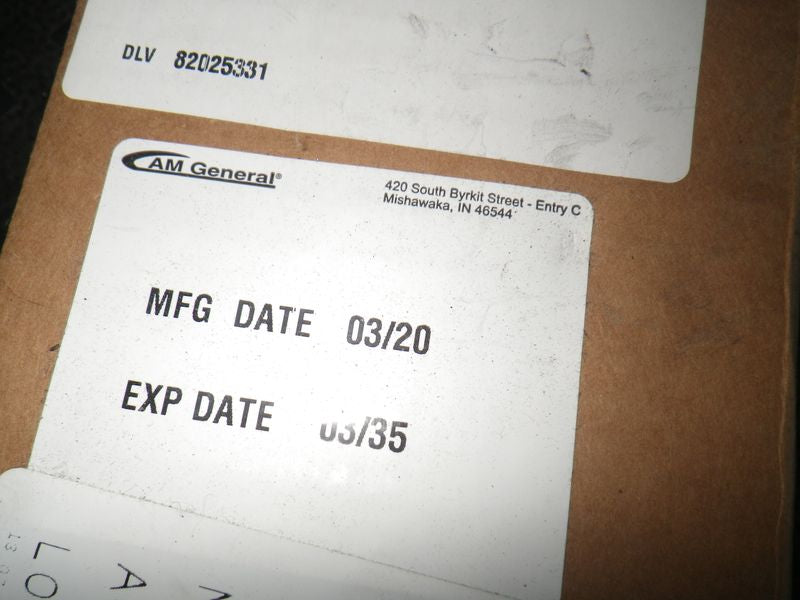 DLV 82025331
AM General®
420 South Byrkit Street - Entry C
Mishawaka, IN 46544
MFG DATE 03/20
EXP DATE 03/35
A
LO